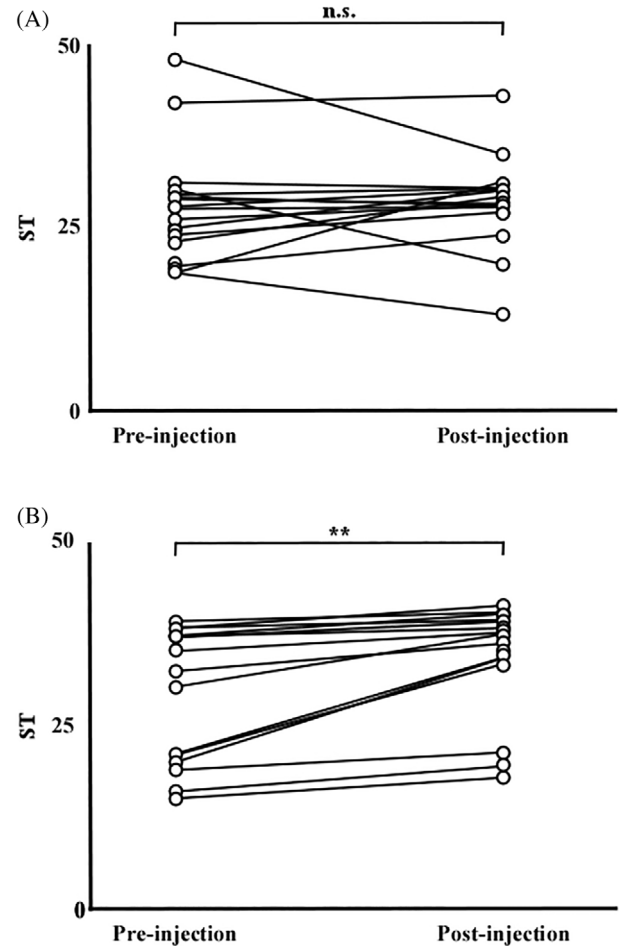 (A)
n.s.
50
ST
25
0
Pre-injection Post-injection
(B)
**
50
ST
25
0
Pre-injection Post-injection